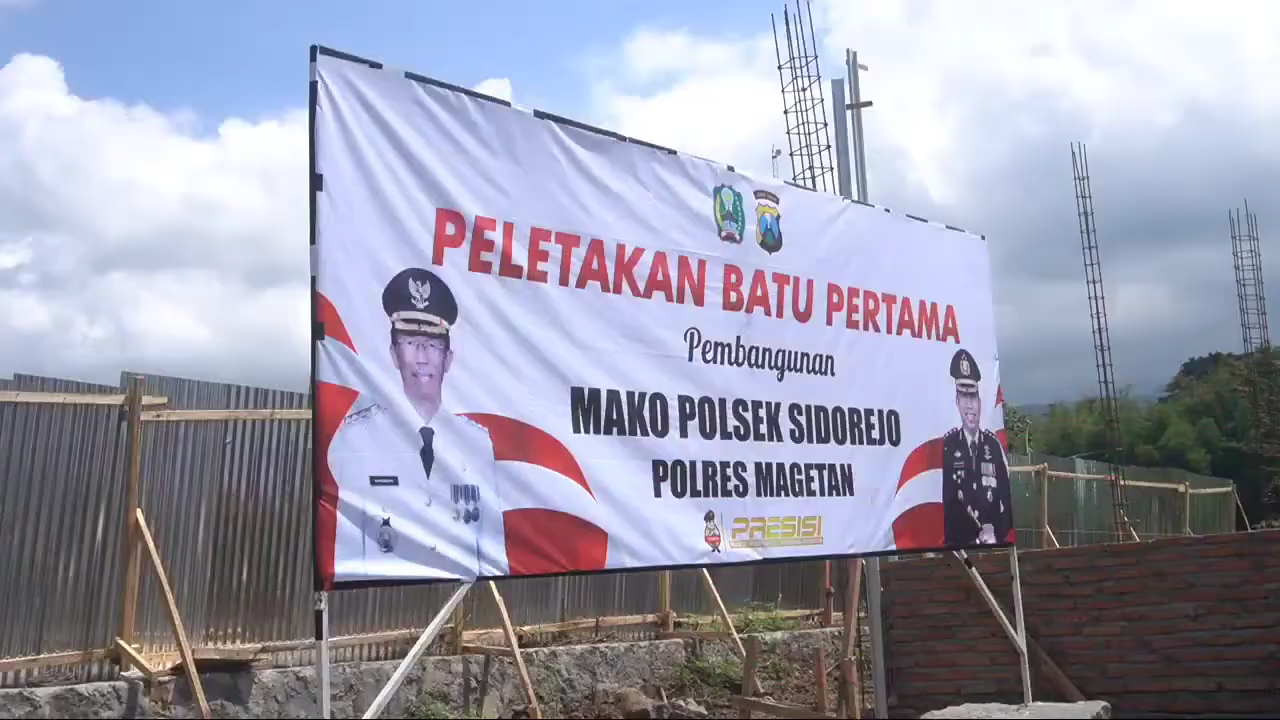 PELETAKAN BATU PERTAMA
Pembangunan
MAKO POLSEK SIDOREJO
POLRES MAGETAN
PRESISI